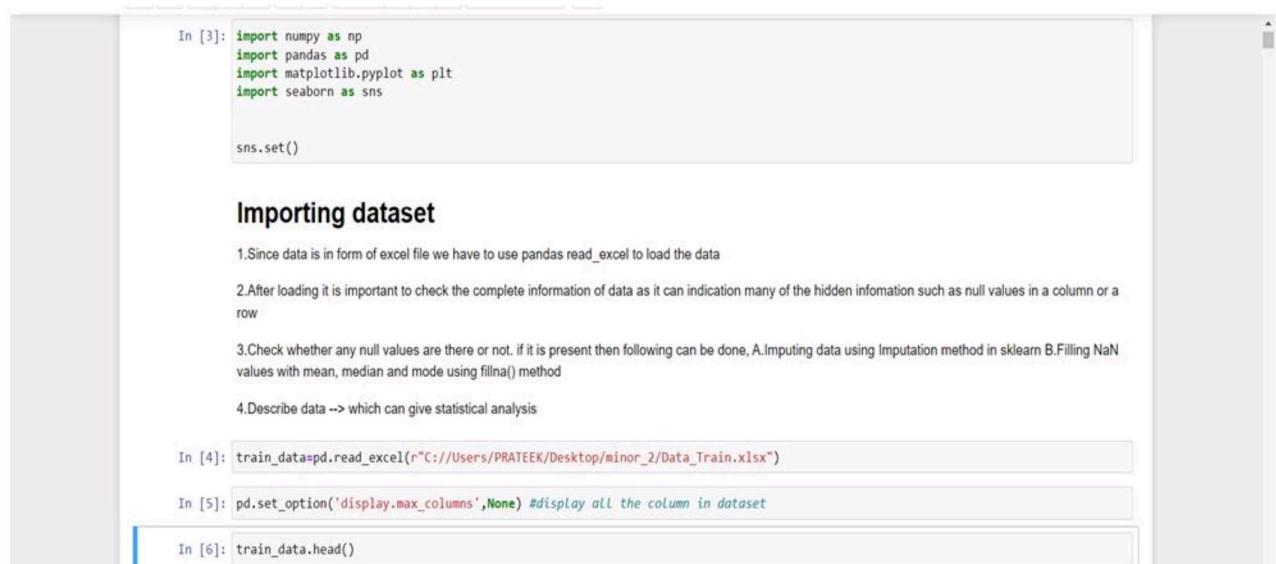 In [3]: import numpy as np
import pandas as pd
import matplotlib.pyplot as plt
import seaborn as sns
sns.set()
Importing dataset
1.Since data is in form of excel file we have to use pandas read_excel to load the data
2.After loading it is important to check the complete information of data as it can indication many of the hidden infomation such as null values in a column or a
row
3.Check whether any null values are there or not. if it is present then following can be done, A.Imputing data using Imputation method in sklearn B.Filling NaN
values with mean, median and mode using fillna() method
4.Describe data --> which can give statistical analysis
In [4]: train_data=pd.read_excel(r"C://Users/PRATEEK/Desktop/minor_2/Data_Train.xlsx")
In [5]: pd.set_option('display.max_columns',None) #display all the column in dataset
In [6]: train_data.head()